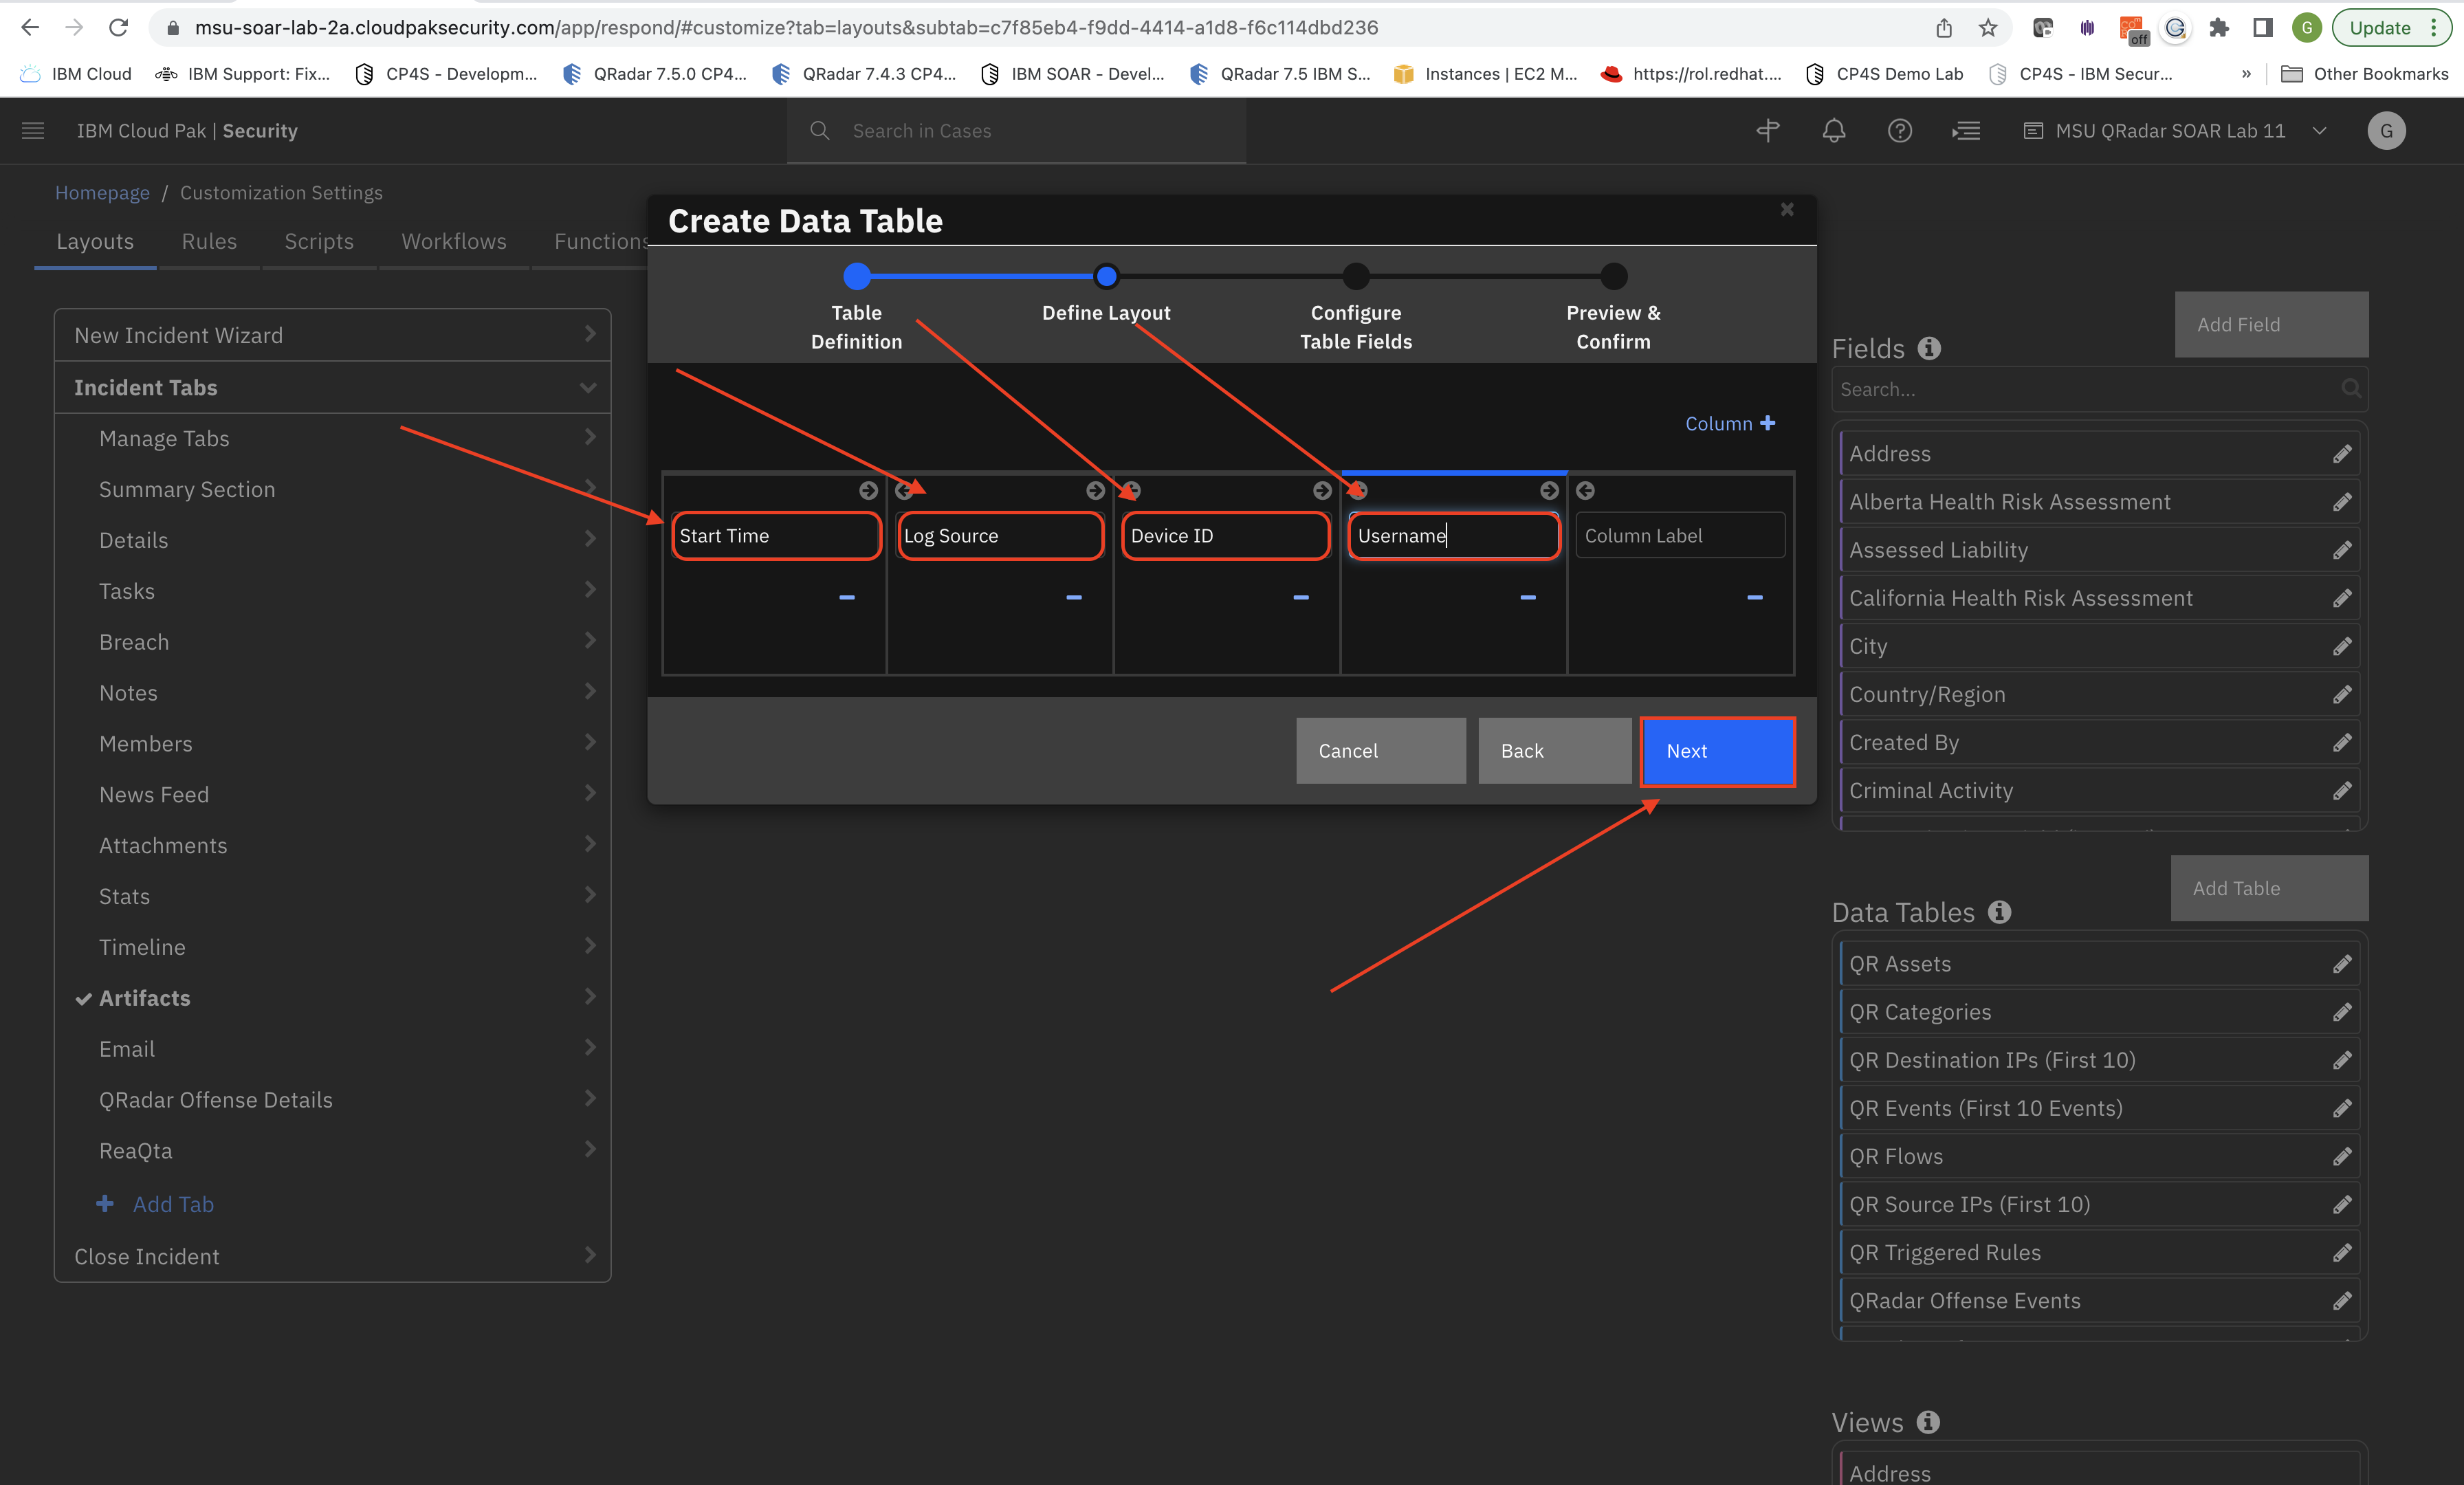 msu-soar-lab-2a.cloudpaksecurity.com/app/respond/#customize?tab=layouts&subtab=c7f85eb4-f9dd-4414-a1d8-f6c114dbd236
off
G
Update
IBM Cloud
IBM Support: Fix...
CP4S - Developm...
QRadar 7.5.0 CP4...
QRadar 7.4.3 CP4...
IBM SOAR - Devel...
QRadar 7.5 IBM S...
Instances | EC2 M...
https://rol.redhat....
CP4S Demo Lab
CP4S - IBM Secur...
»
Other Bookmarks
IBM Cloud Pak | Security
Search in Cases
MSU QRadar SOAR Lab 11
G
Homepage / Customization Settings
Layouts
Rules
Scripts
Workflows
Functions
New Incident Wizard
Incident Tabs
Manage Tabs
Summary Section
Details
Tasks
Breach
Notes
Members
News Feed
Attachments
Stats
Timeline
Artifacts
Email
QRadar Offense Details
ReaQta
Add Tab
Close Incident
Create Data Table
Table
Definition
Define Layout
Configure
Table Fields
Preview &
Confirm
Column +
Start Time
Log Source
Device ID
Username
Column Label
Cancel
Back
Next
Add Field
Fields
Search...
Address
Alberta Health Risk Assessment
Assessed Liability
California Health Risk Assessment
City
Country/Region
Created By
Criminal Activity
Add Table
Data Tables
QR Assets
QR Categories
QR Destination IPs (First 10)
QR Events (First 10 Events)
QR Flows
QR Source IPs (First 10)
QR Triggered Rules
QRadar Offense Events
Views
Address